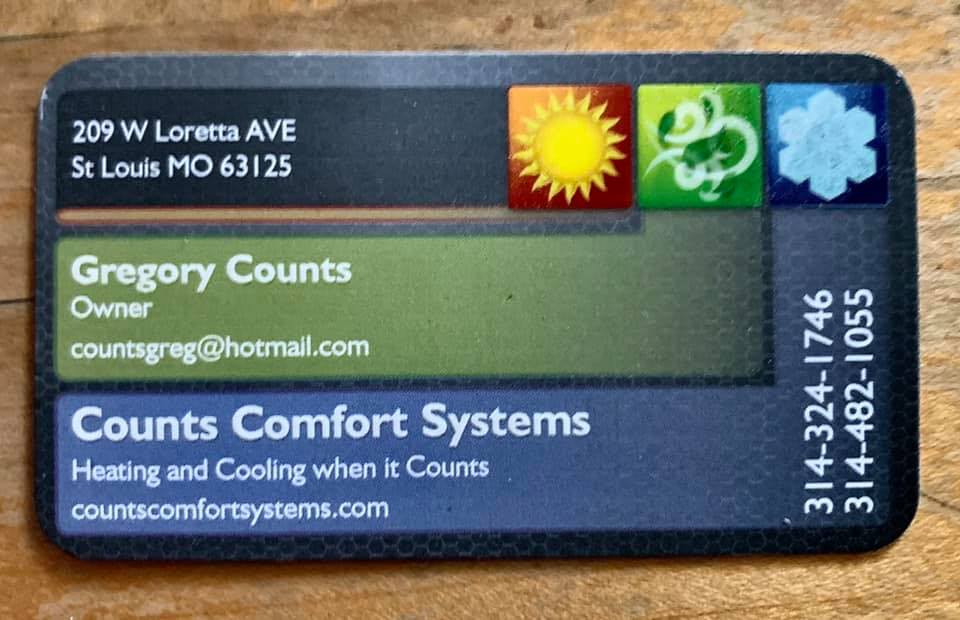 209 W Loretta AVE
St Louis MO 63125
Gregory Counts
Owner
countsgreg@hotmail.com
Counts Comfort Systems
Heating and Cooling when it Counts
countscomfortsystems.com
314-324-1746
314-482-1055